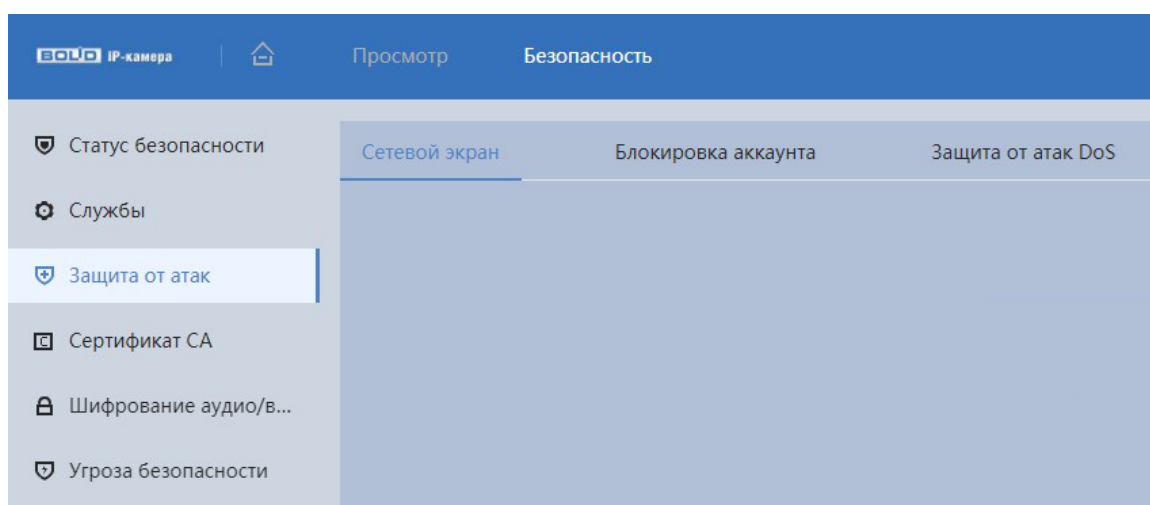 BOLID IP-камера Просмотр Безопасность
Статус безопасности
Службы
Защита от атак
Сертификат CA
Шифрование аудио/в...
Угроза безопасности
Сетевой экран Блокировка аккаунта Защита от атак DoS